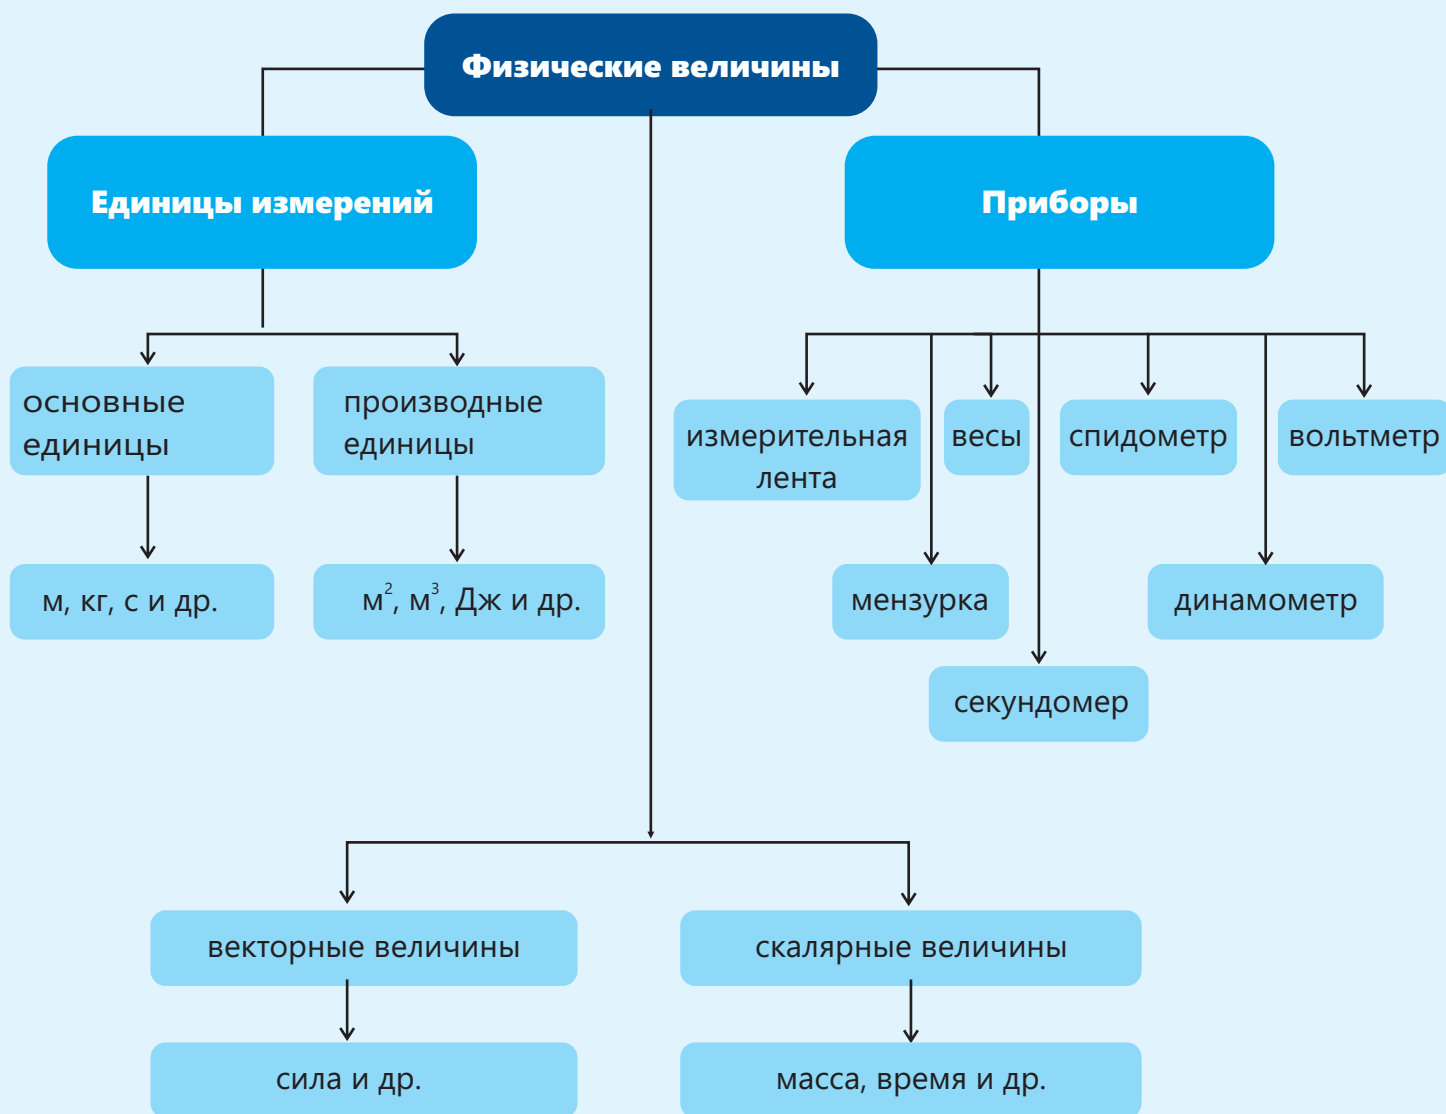 Физические величины
Единицы измерений
Приборы
основные
единицы
производные
единицы
м, кг, с и др.
м², м³, Дж и др.
измерительная
лента
весы
спидометр
вольтметр
мензурка
динамометр
секундомер
векторные величины
скалярные величины
сила и др.
масса, время и др.